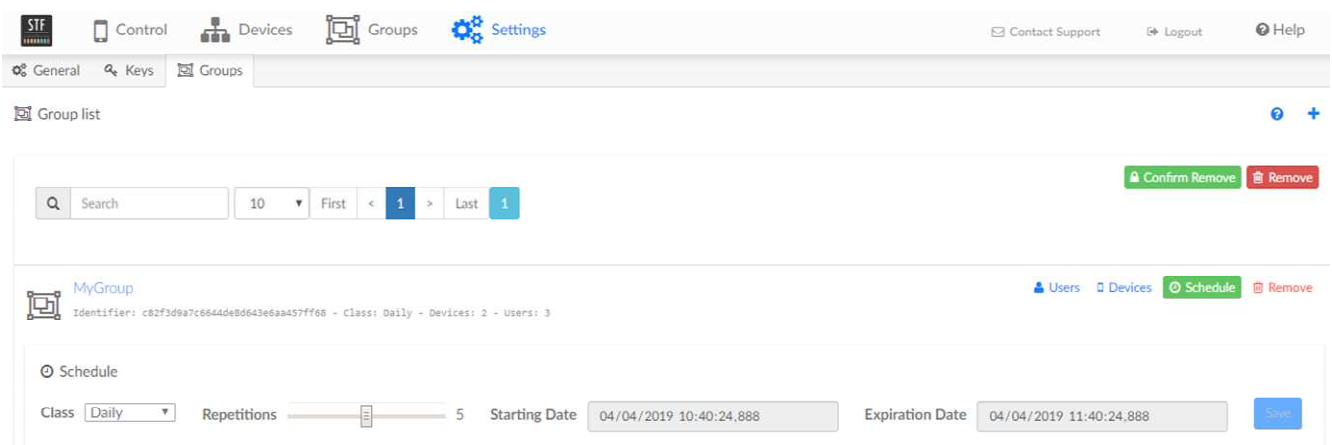 STF Control Devices Groups Settings Contact Support Logout Help
General Keys Groups
Group list
Confirm Remove Remove
Search 10 First < 1 > Last 1
MyGroup Users Devices Schedule Remove
Identifier: c82f3d9a7c6644de8d643e6aa457ff68 - Class: Daily - Devices: 2 - Users: 3
Schedule
Class Daily Repetitions 5 Starting Date 04/04/2019 10:40:24,888 Expiration Date 04/04/2019 11:40:24,888 Save